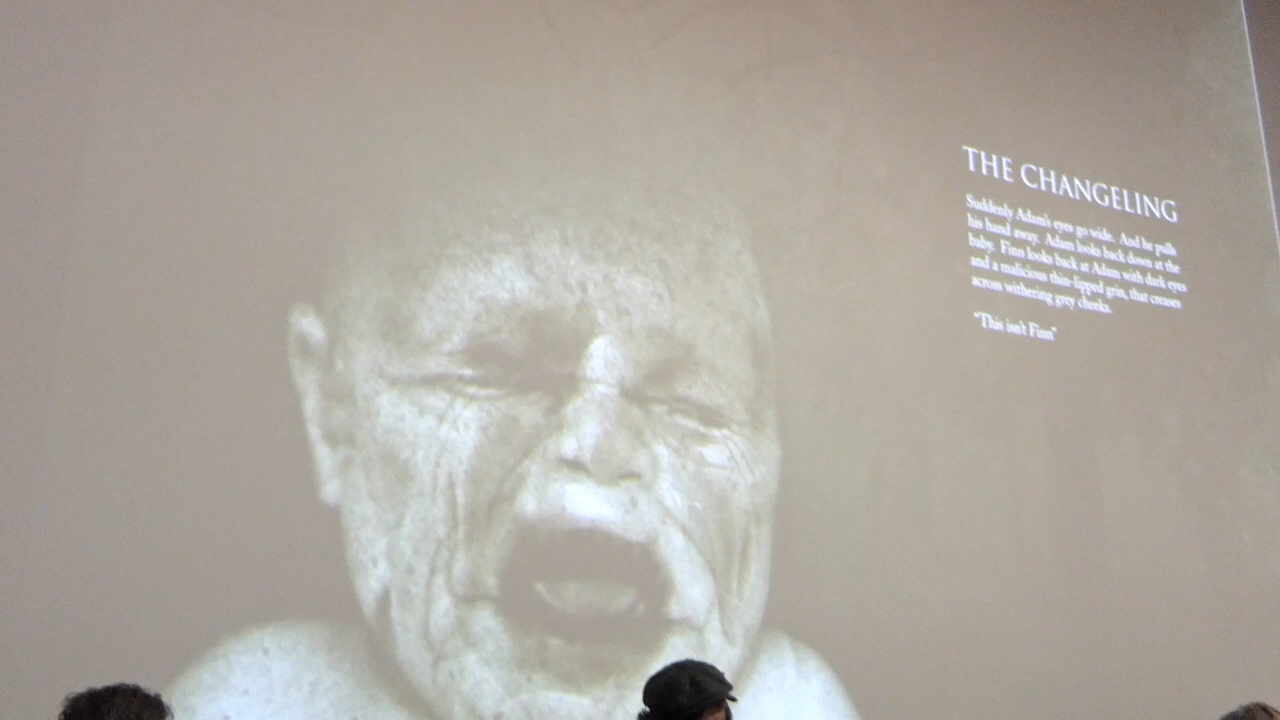 THE CHANGELING
Suddenly Adam's eyes go wide. And he pulls
his hand away. Adam looks back down at the
baby. Finn looks back at Adam with dark eyes
and a malicious thin-lipped grin, that creases
across withering grey cheeks.
"This isn't Finn"